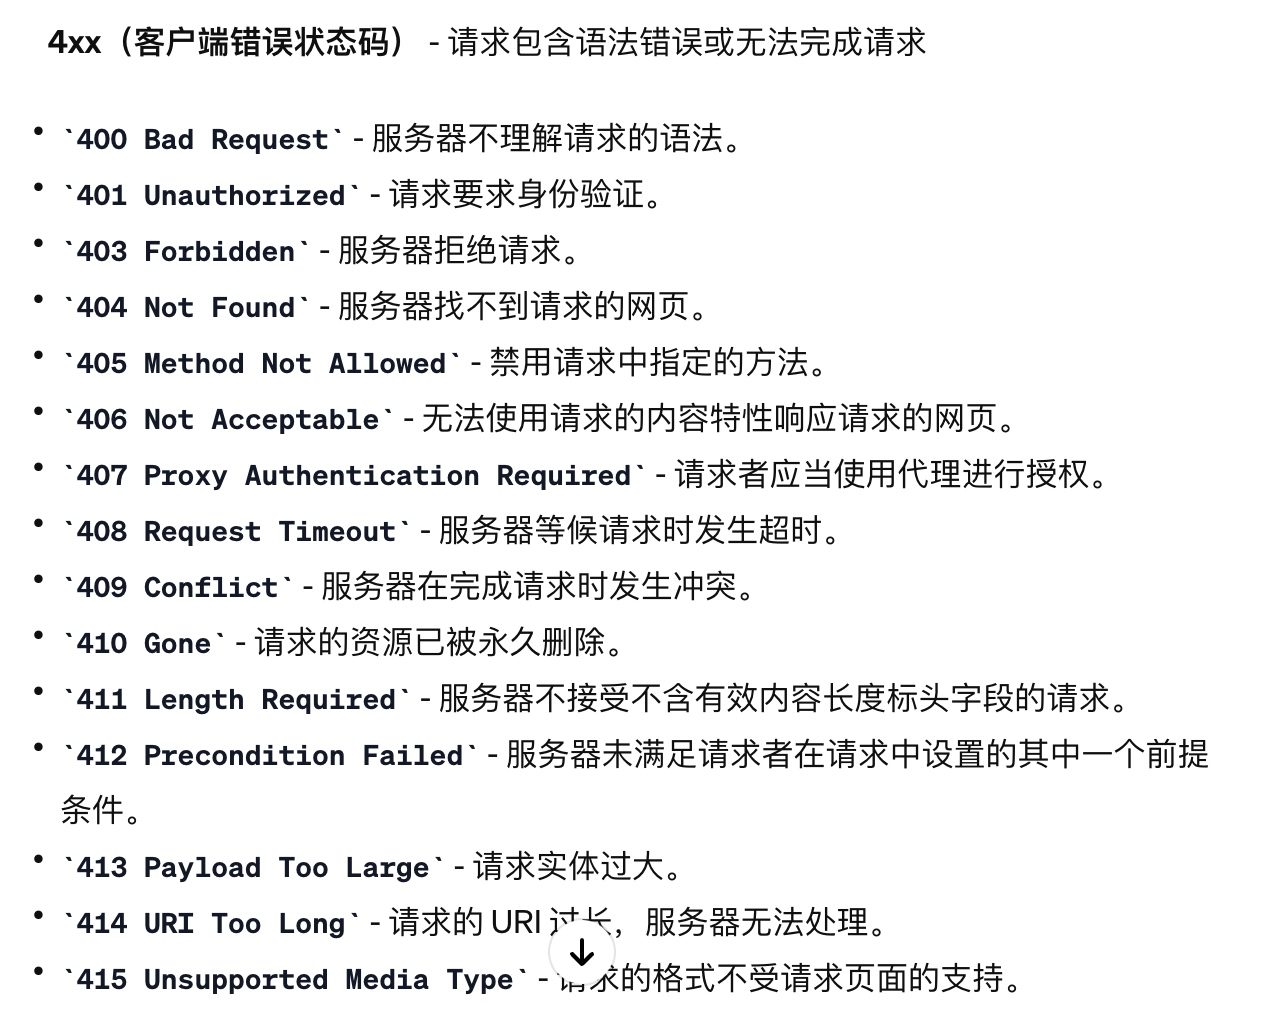 4xx（客户端错误状态码） - 请求包含语法错误或无法完成请求
• `400 Bad Request` - 服务器不理解请求的语法。
• `401 Unauthorized` - 请求要求身份验证。
• `403 Forbidden` - 服务器拒绝请求。
• `404 Not Found` - 服务器找不到请求的网页。
• `405 Method Not Allowed` - 禁用请求中指定的方法。
• `406 Not Acceptable` - 无法使用请求的内容特性响应请求的网页。
• `407 Proxy Authentication Required` - 请求者应当使用代理进行授权。
• `408 Request Timeout` - 服务器等候请求时发生超时。
• `409 Conflict` - 服务器在完成请求时发生冲突。
• `410 Gone` - 请求的资源已被永久删除。
• `411 Length Required` - 服务器不接受不含有效内容长度标头字段的请求。
• `412 Precondition Failed` - 服务器未满足请求者在请求中设置的其中一个前提
条件。
• `413 Payload Too Large` - 请求实体过大。
• `414 URI Too Long` - 请求的 URI 过长，服务器无法处理。
• `415 Unsupported Media Type` - 请求的格式不受请求页面的支持。